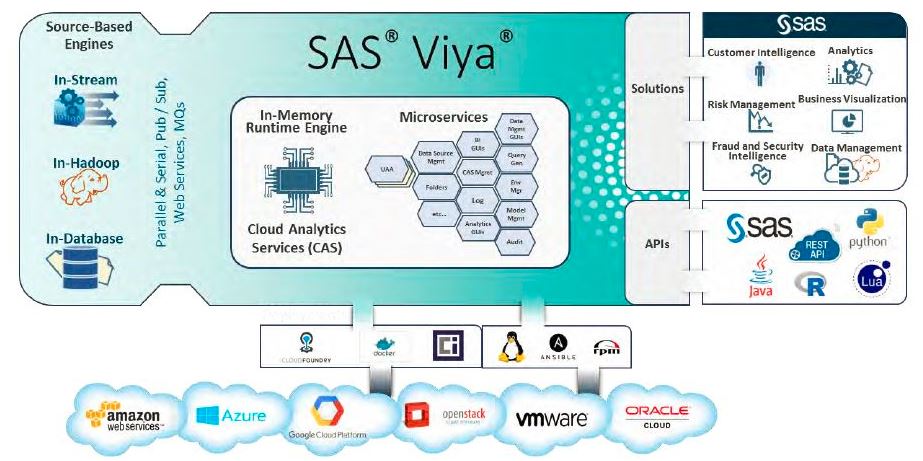 Source-Based
Engines
In-Stream
In-Hadoop
In-Database
Parallel & Serial, Pub / Sub,
Web Services, MQs
SAS® Viya®
In-Memory
Runtime Engine
Cloud Analytics
Services (CAS)
Microservices
UAA
Data Source
Mgmt
Folders
etc...
BI
GUIs
CAS Mgmt
Log
Analytics
GUIs
Data
Mgmt
GUIs
Query
Gen
Env
Mgr
Model
Mgmt
Audit
Solutions
APIs
sas
Customer Intelligence
Analytics
Risk Management
Business Visualization
Fraud and Security
Intelligence
Data Management
sas
REST
API
python
Java
R
Lua
CLOUDFOUNDRY
docker
ANSIBLE
rpm
amazon
web services™
Azure
Google Cloud Platform
openstack
vmware
ORACLE
CLOUD